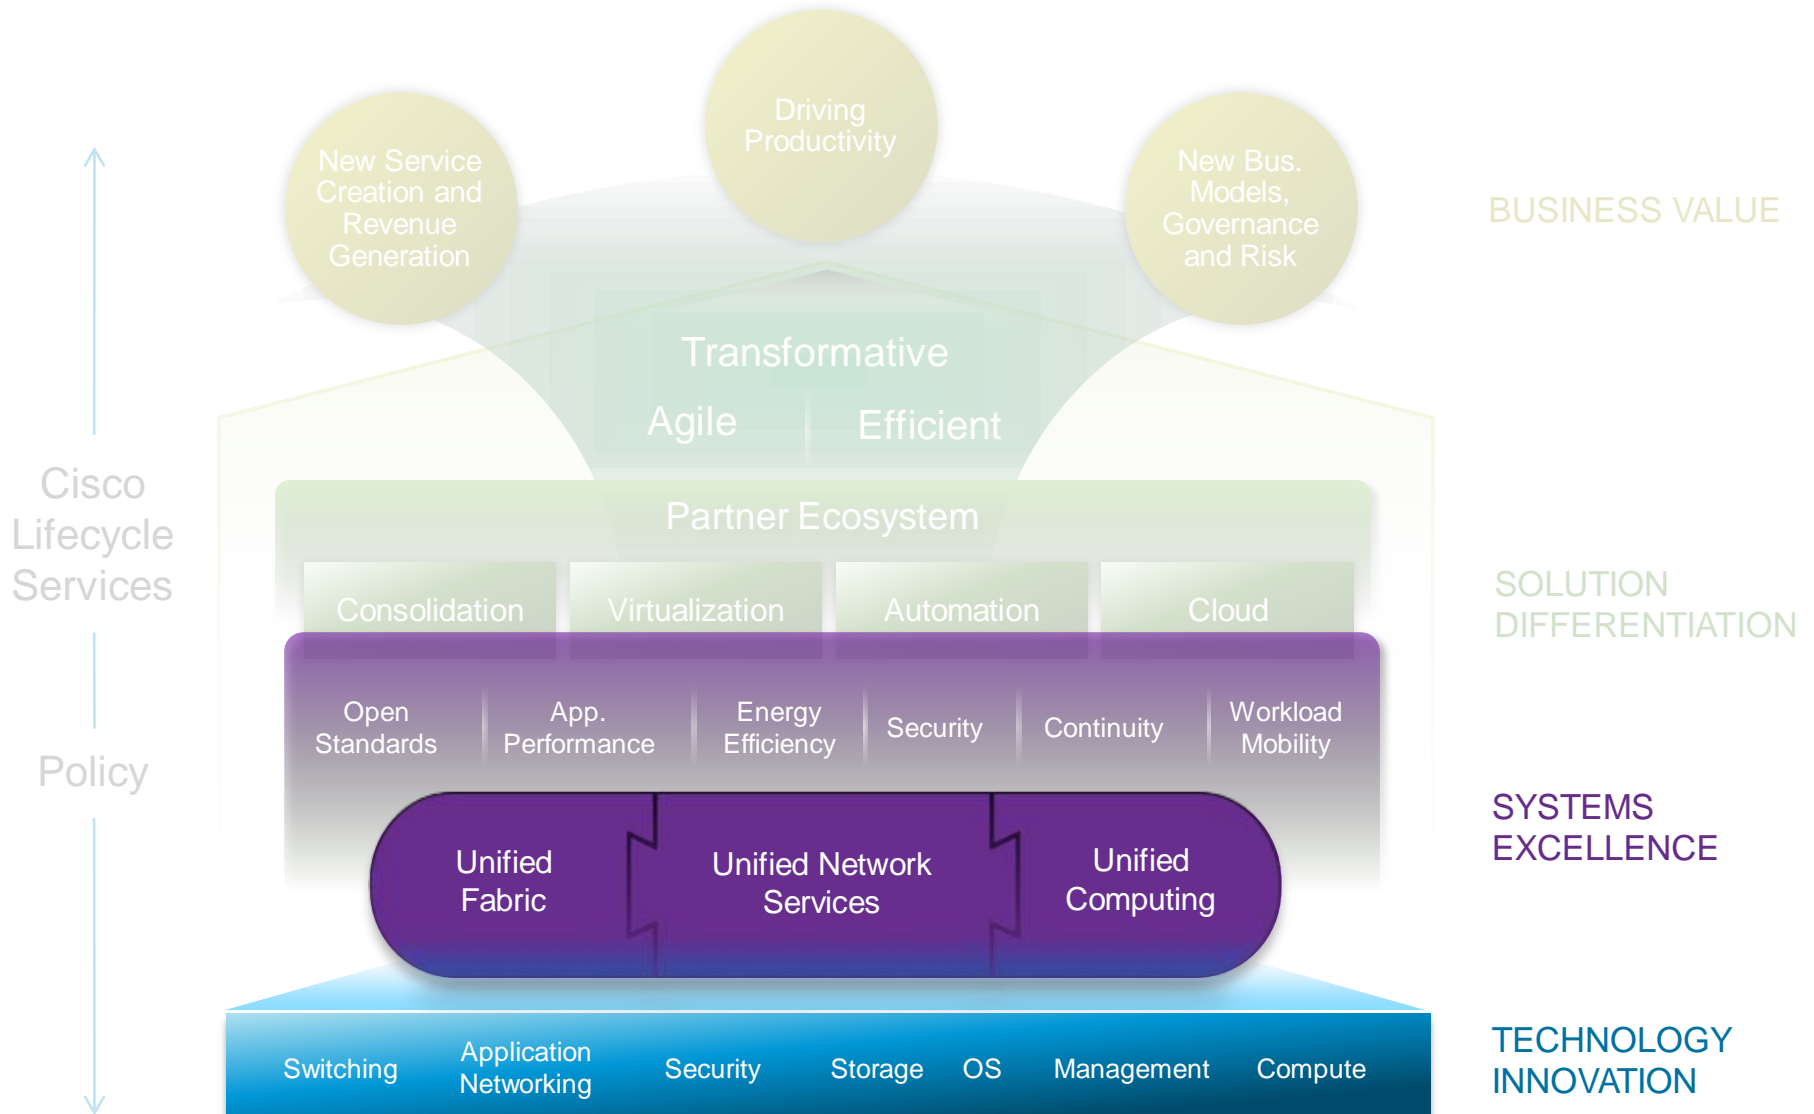 Driving
Productivity
New Service
Creation and
Revenue
Generation
New Bus.
Models,
Governance
and Risk
BUSINESS VALUE
Transformative
Agile
Efficient
Cisco
Lifecycle
Services
Partner Ecosystem
Consolidation
Virtualization
Automation
Cloud
SOLUTION
DIFFERENTIATION
Open
Standards
App.
Performance
Energy
Efficiency
Security
Continuity
Workload
Mobility
Policy
SYSTEMS
EXCELLENCE
Unified
Fabric
Unified Network
Services
Unified
Computing
Switching
Application
Networking
Security
Storage
OS
Management
Compute
TECHNOLOGY
INNOVATION